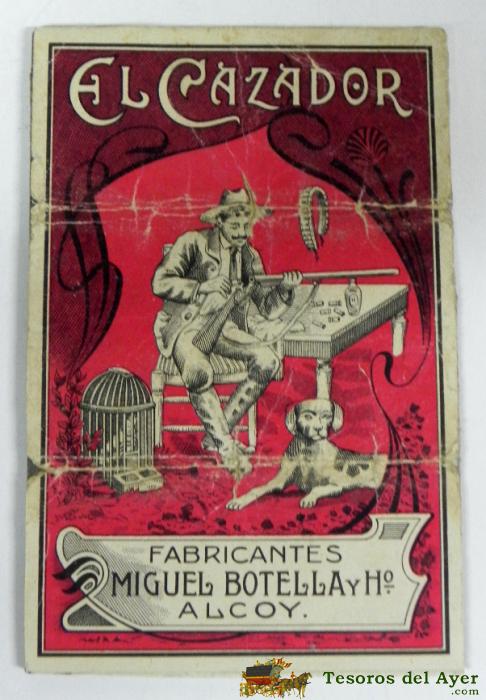 EL CAZADOR
FABRICANTES
MIGUEL BOTELLA Y Hº
ALCOY.
Tesoros del Ayer
.com